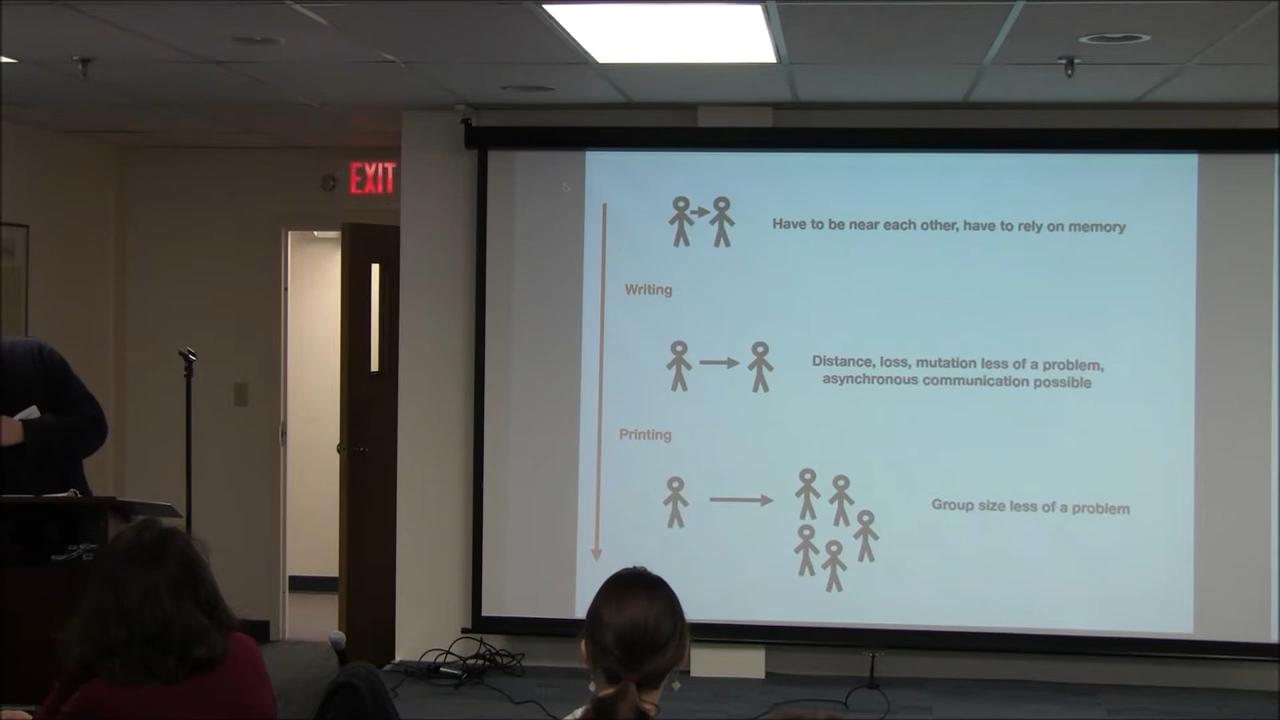 EXIT
Have to be near each other, have to rely on memory
Writing
Distance, loss, mutation less of a problem,
asynchronous communication possible
Printing
Group size less of a problem